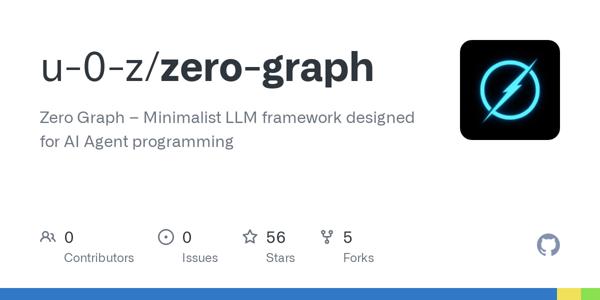 u-0-z/zero-graph
Zero Graph – Minimalist LLM framework designed
for AI Agent programming
0 0 56 5
Contributors Issues Stars Forks